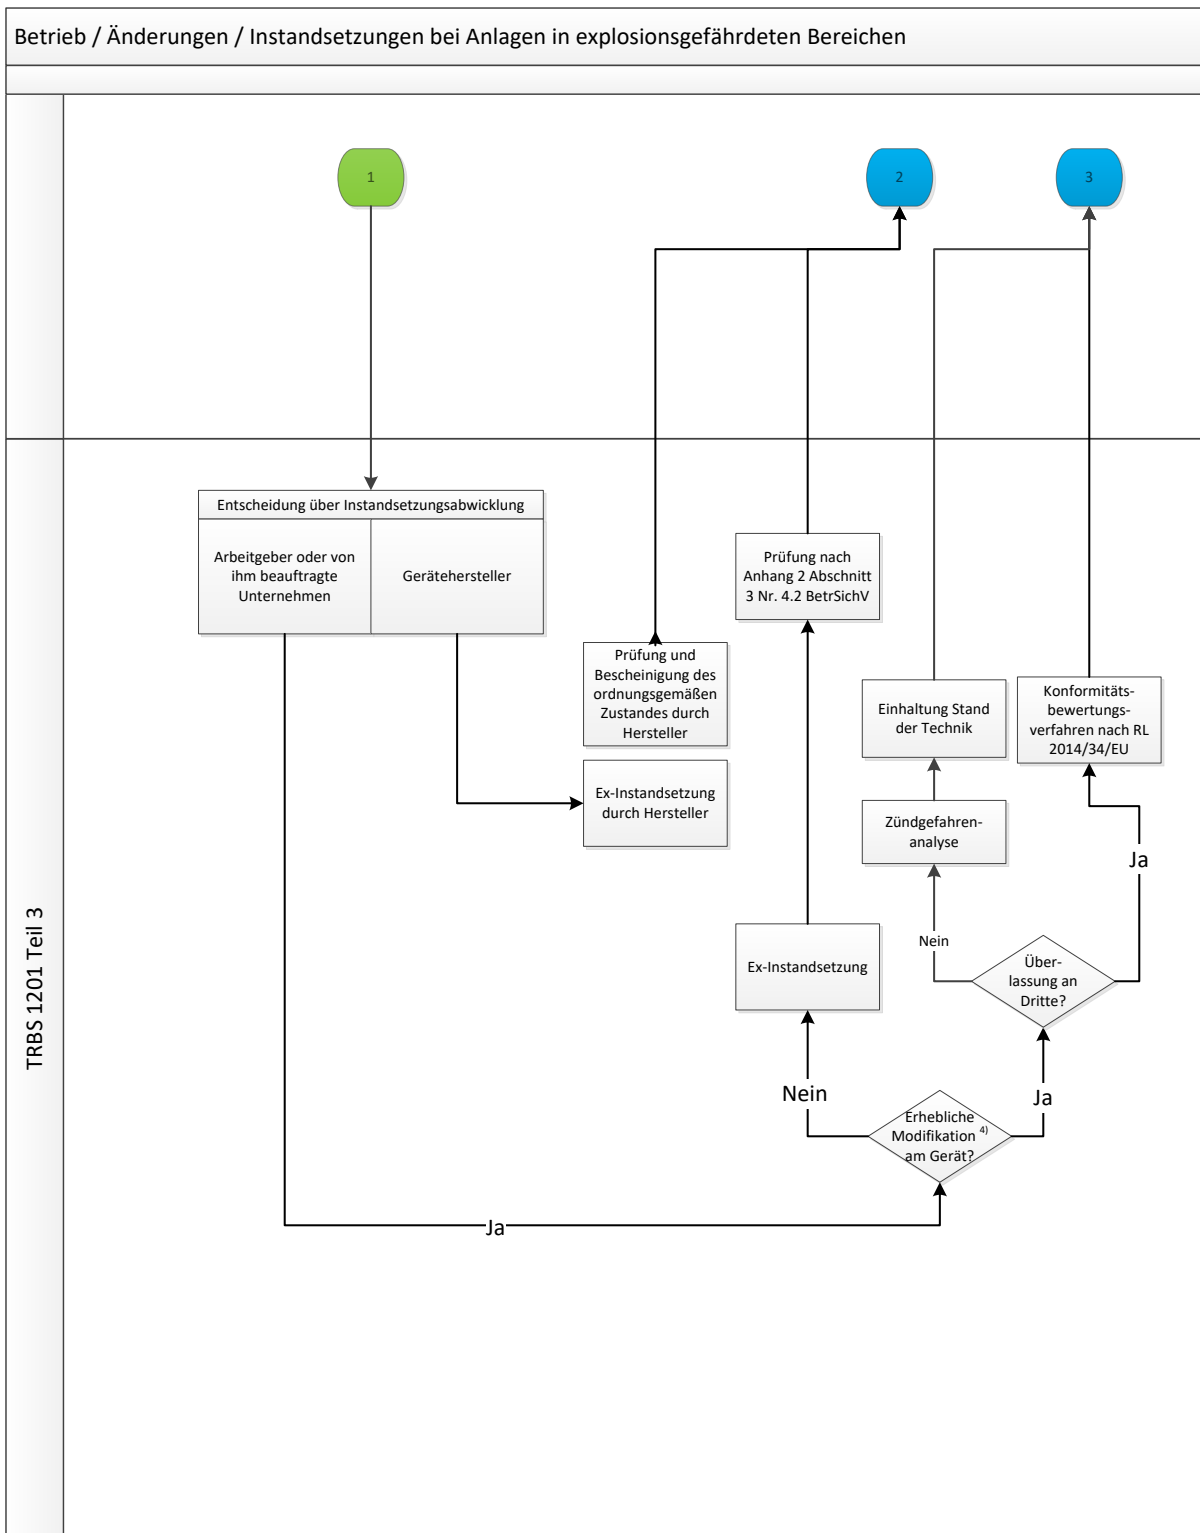 Betrieb / Änderungen / Instandsetzungen bei Anlagen in explosionsgefährdeten Bereichen
1
2
3
TRBS 1201 Teil 3
Entscheidung über Instandsetzungsabwicklung
Arbeitgeber oder von
ihm beauftragte
Unternehmen
Gerätehersteller
Prüfung und
Bescheinigung des
ordnungsgemäßen
Zustandes durch
Hersteller
Ex-Instandsetzung
durch Hersteller
Prüfung nach
Anhang 2 Abschnitt
3 Nr. 4.2 BetrSichV
Ex-Instandsetzung
Einhaltung Stand
der Technik
Zündgefahren-
analyse
Konformitäts-
bewertungs-
verfahren nach RL
2014/34/EU
Nein
Über-
lassung an
Dritte?
Ja
Nein
Erhebliche
Modifikation 4)
am Gerät?
Ja
Ja